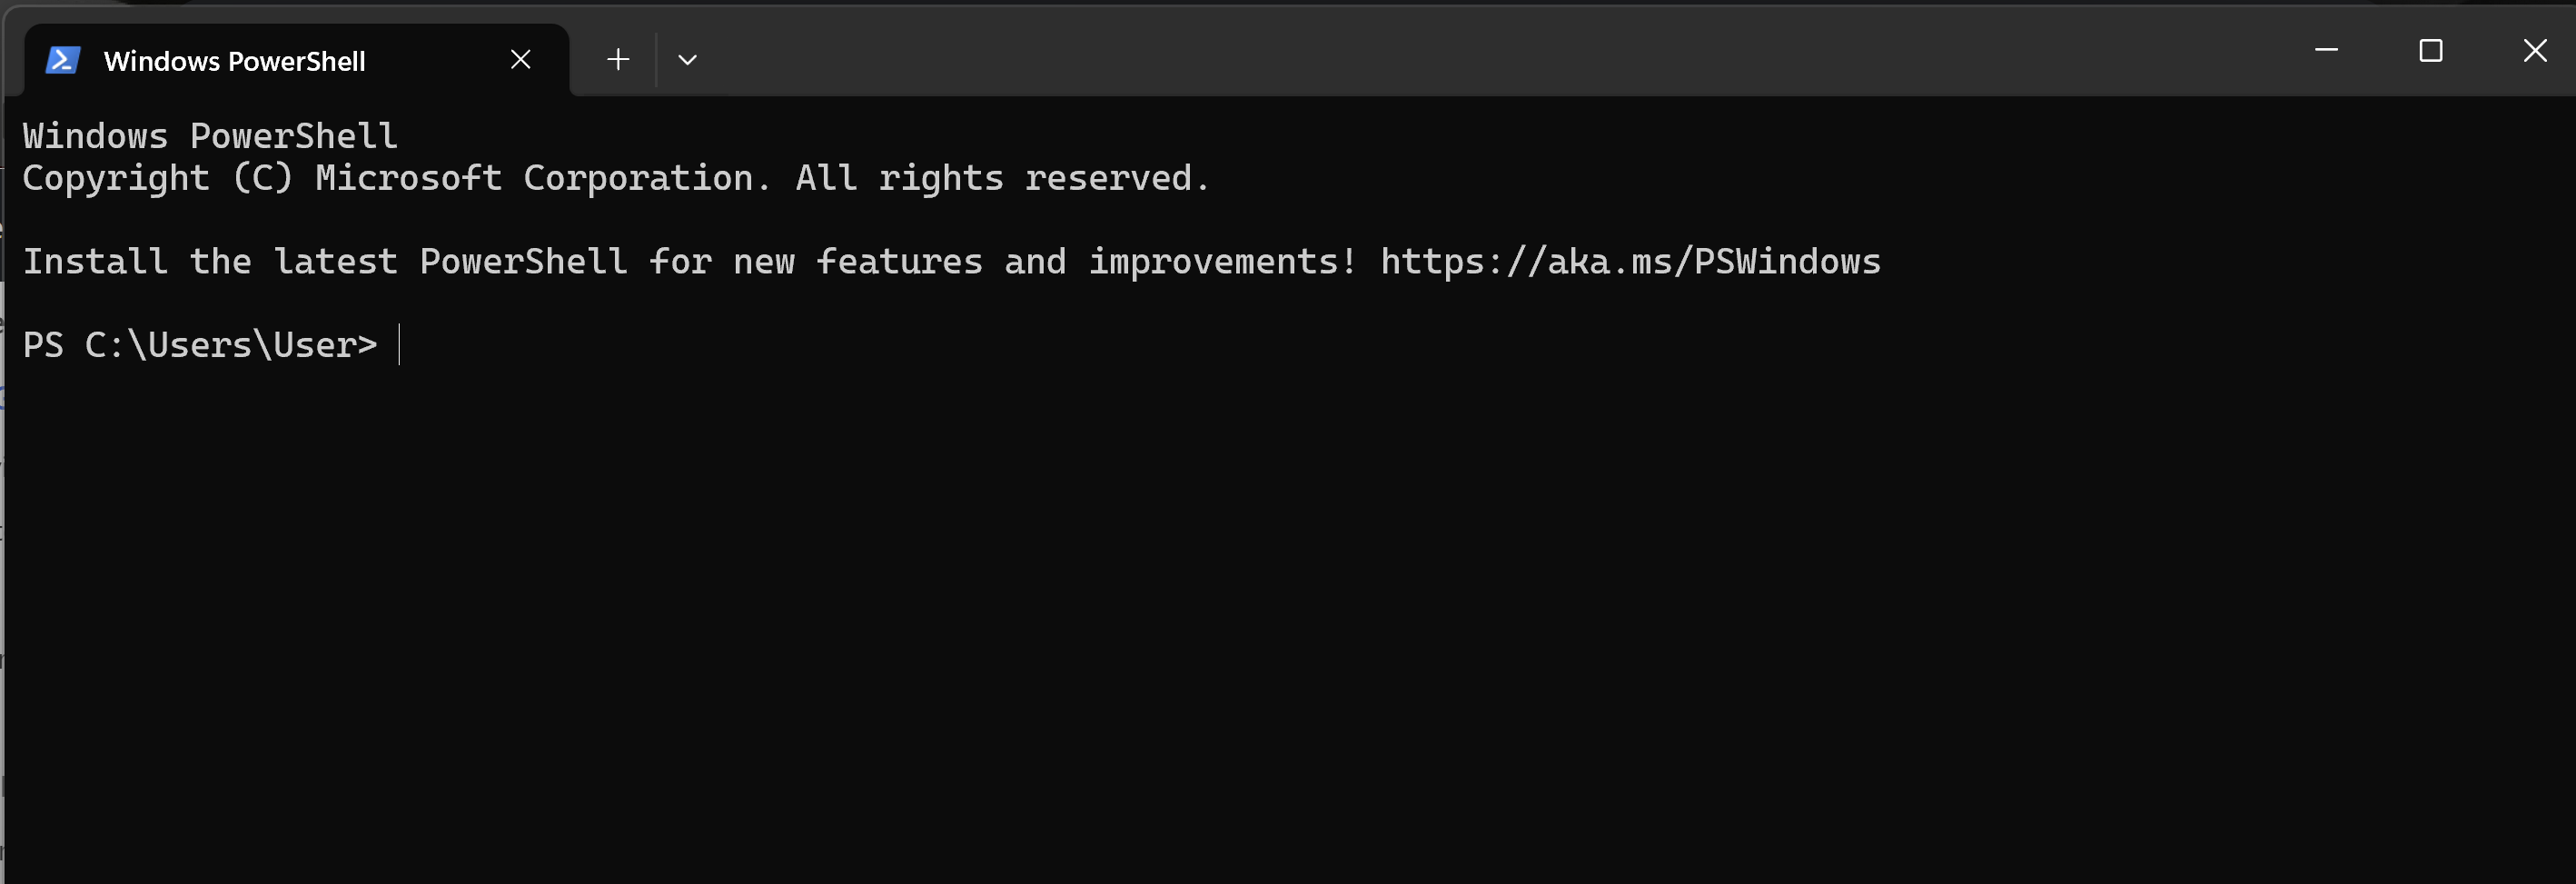 Windows PowerShell
Windows PowerShell
Copyright (C) Microsoft Corporation. All rights reserved.
Install the latest PowerShell for new features and improvements! https://aka.ms/PSWindows
PS C:\Users\User>